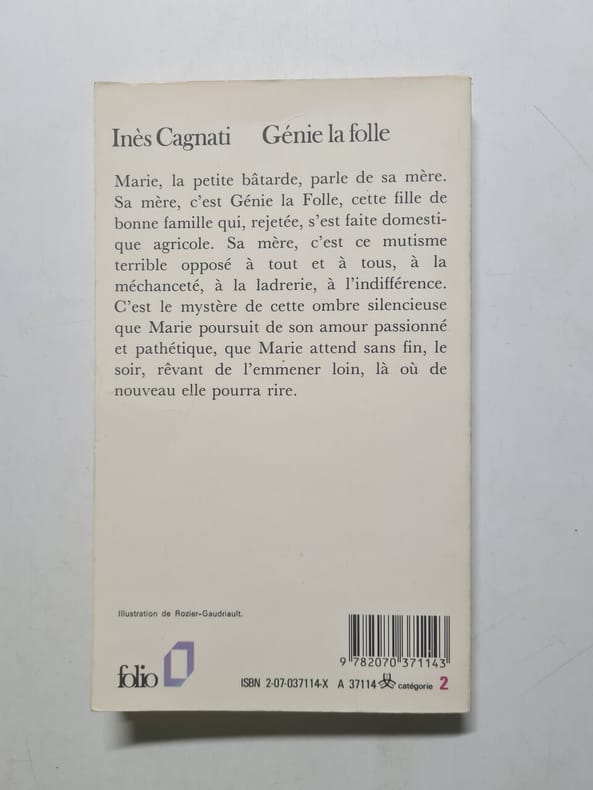 Inès Cagnati Génie la folle
Marie, la petite bâtarde, parle de sa mère.
Sa mère, c'est Génie la Folle, cette fille de
bonne famille qui, rejetée, s'est faite domesti-
que agricole. Sa mère, c'est ce mutisme
terrible opposé à tout et à tous, à la
méchanceté, à la ladrerie, à l'indifférence.
C'est le mystère de cette ombre silencieuse
que Marie poursuit de son amour passionné
et pathétique, que Marie attend sans fin, le
soir, rêvant de l'emmener loin, là où de
nouveau elle pourra rire.
Illustration de Rozier-Gaudriault.
9 782070 371143
folio
ISBN 2-07-037114-X A 37114 catégorie 2